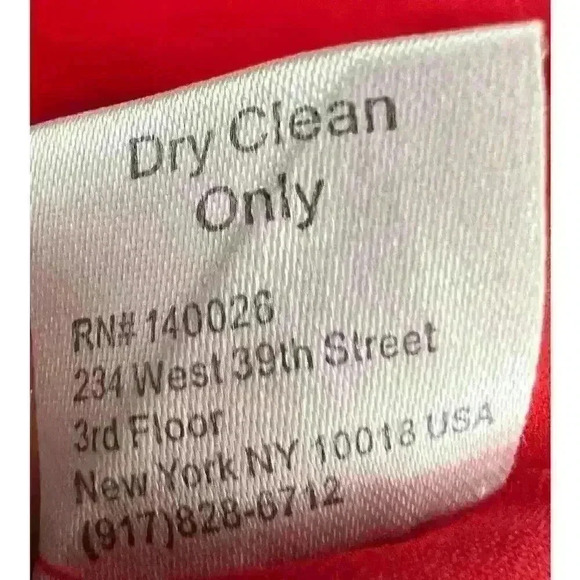 Dry Clean
Only
RN# 140026
234 West 39th Street
3rd Floor
New York NY 10018 USA
(917)828-6712